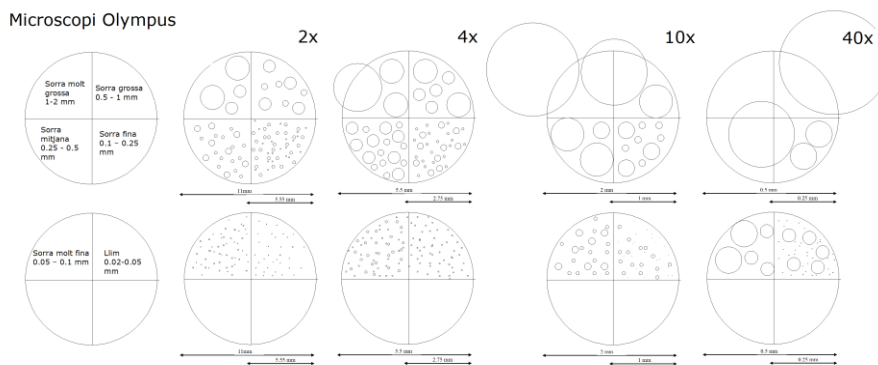 Microscopi Olympus
2x
4x
10x
40x
Sorra molt
grossa
1-2 mm
Sorra grossa
0.5 - 1 mm
Sorra
mitjana
0.25 - 0.5
mm
Sorra fina
0.1 - 0.25
mm
11mm
5.55 mm
5.5 mm
2.75 mm
2 mm
1 mm
0.5 mm
0.25 mm
Sorra molt fina
0.05 - 0.1 mm
Llim
0.02-0.05
mm
11mm
5.55 mm
5.5 mm
2.75 mm
1 mm
0.5 mm
0.25 mm